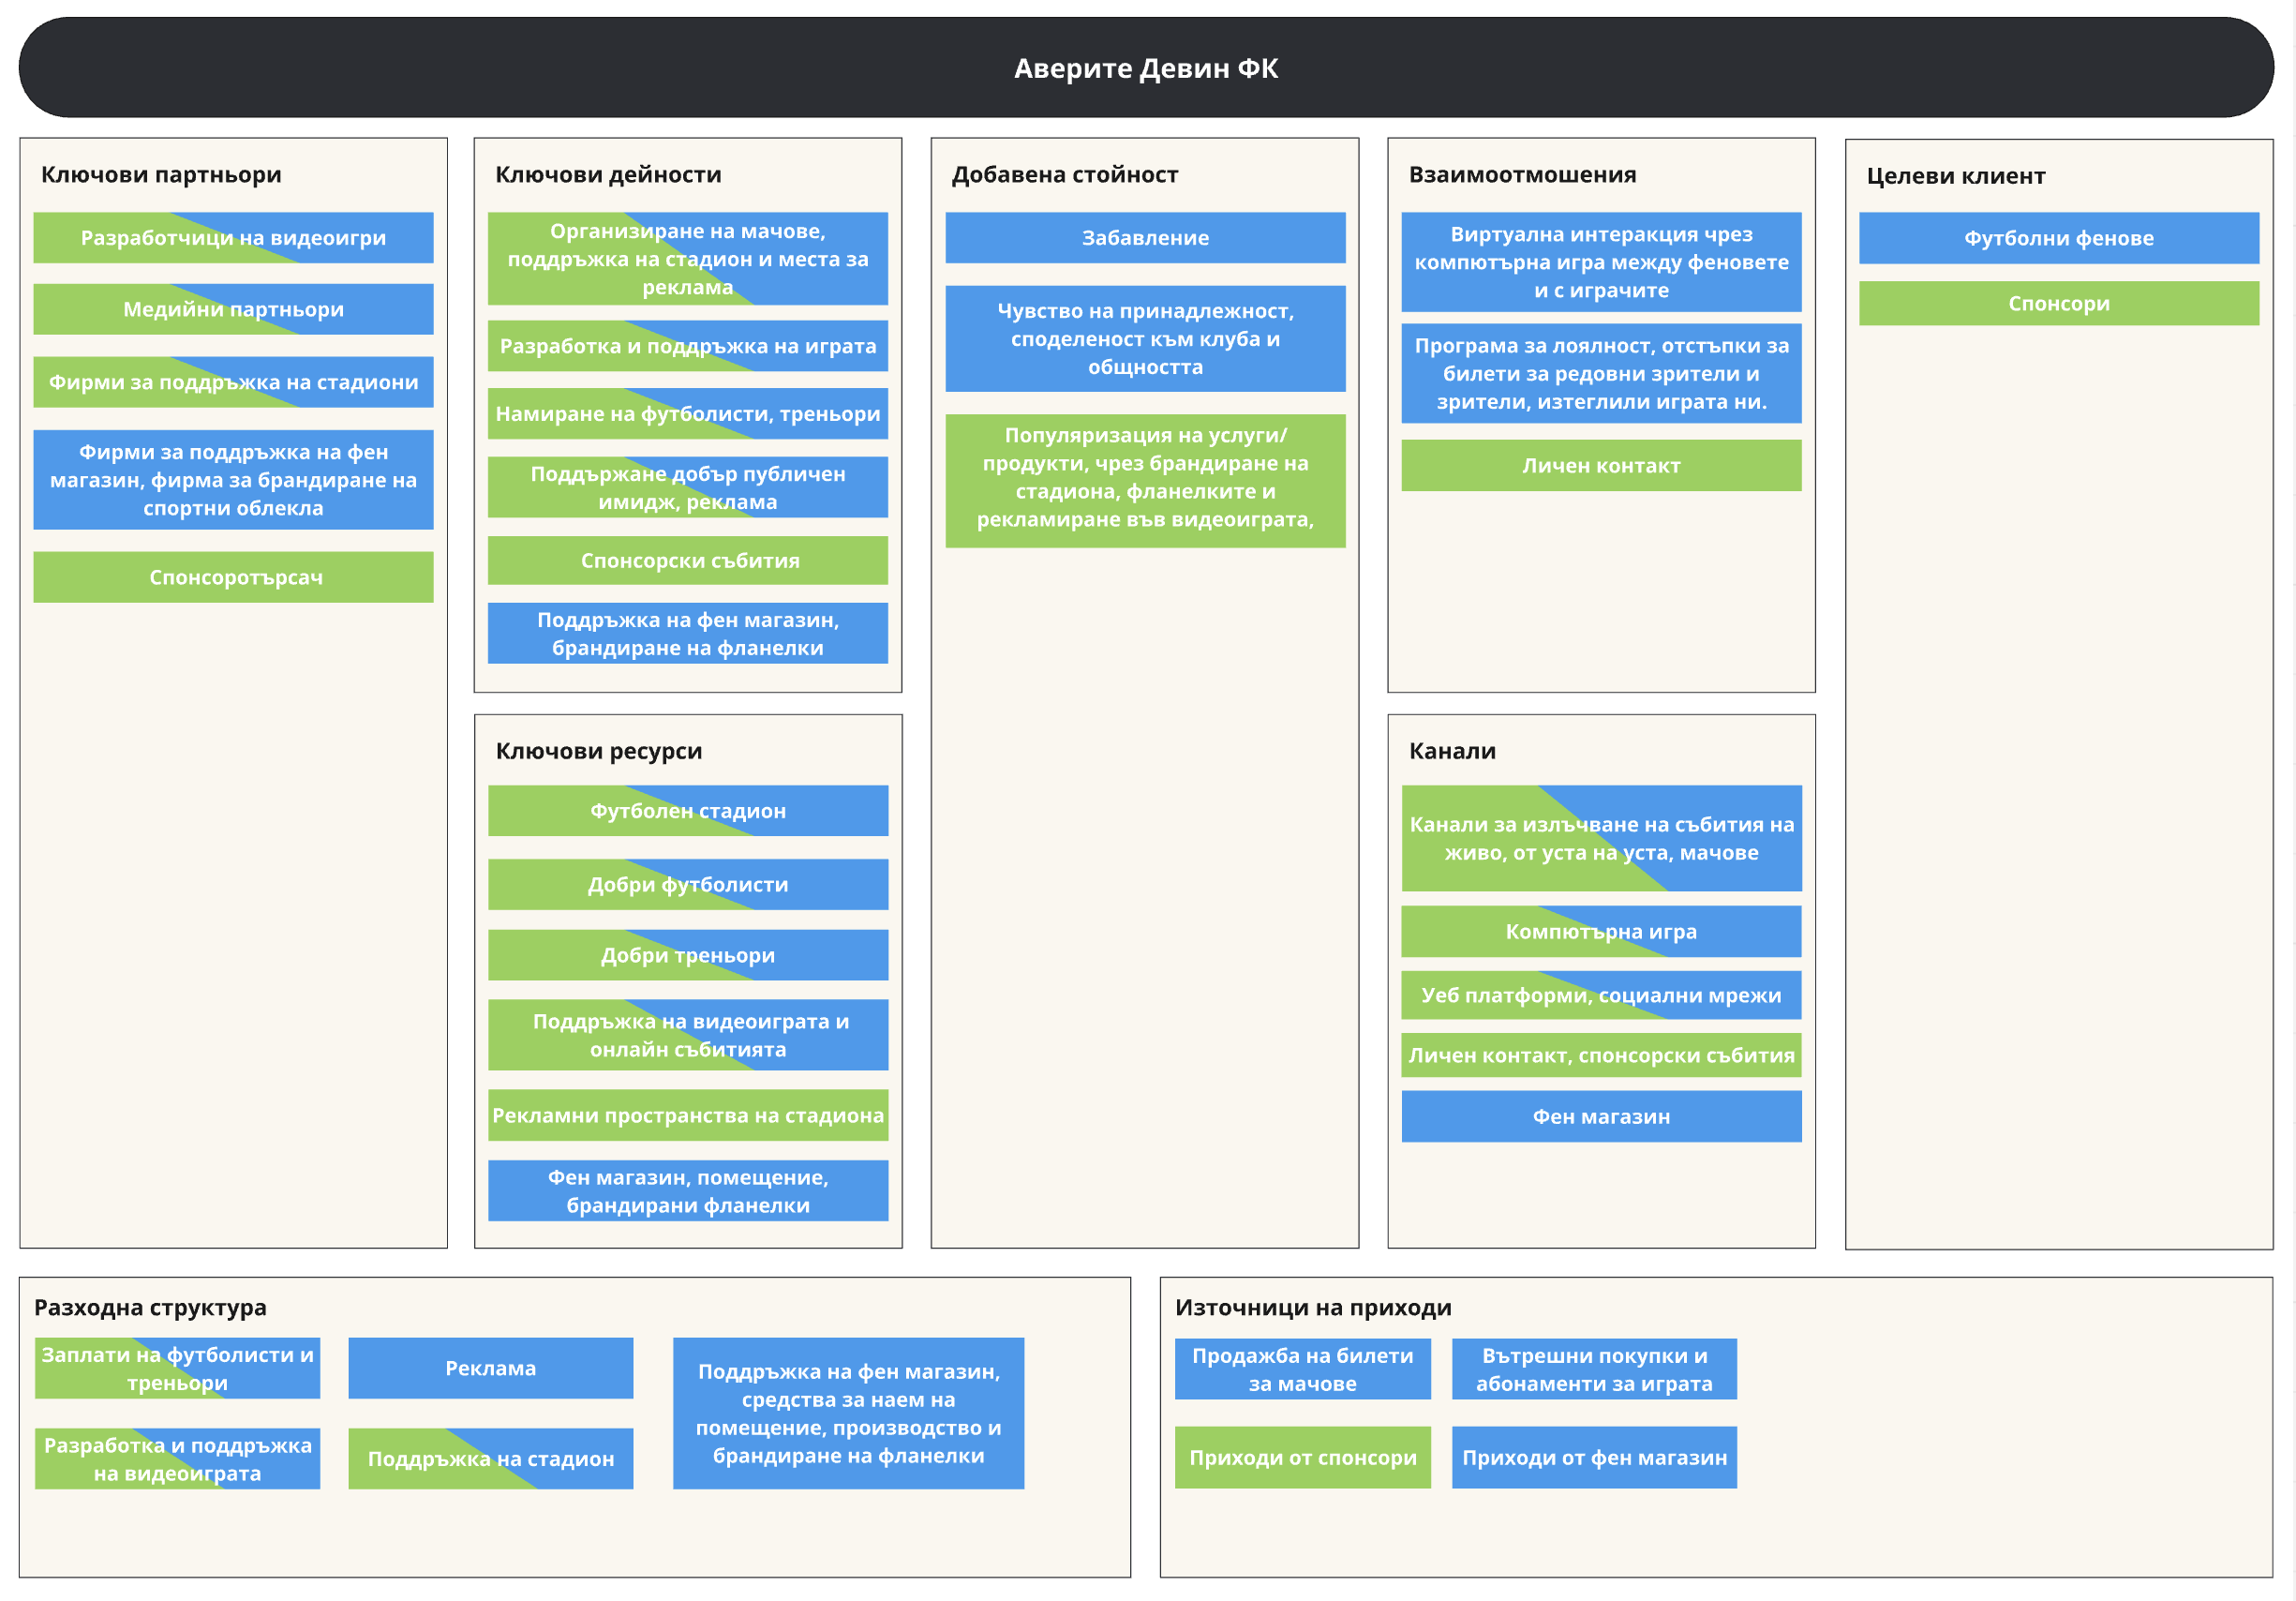 Аверите Девин ФК
Ключови партньори
Разработчици на видеоигри
Медийни партньори
Фирми за поддръжка на стадиони
Фирми за поддръжка на фен
магазин, фирма за брандиране на
спортни облекла
Спонсоротърсач
Ключови дейности
Организиране на мачове,
поддръжка на стадион и места за
реклама
Разработка и поддръжка на играта
Намиране на футболисти, треньори
Поддържане добър публичен
имидж, реклама
Спонсорски събития
Поддръжка на фен магазин,
брандиране на фланелки
Ключови ресурси
Футболен стадион
Добри футболисти
Добри треньори
Поддръжка на видеоиграта и
онлайн събитията
Рекламни пространства на стадиона
Фен магазин, помещение,
брандирани фланелки
Добавена стойност
Забавление
Чувство на принадлежност,
споделеност към клуба и
общността
Популяризация на услуги/
продукти, чрез брандиране на
стадиона, фланелките и
рекламиране във видеоиграта,
Взаимоотмошения
Виртуална интеракция чрез
компютърна игра между феновете
и с играчите
Програма за лоялност, отстъпки за
билети за редовни зрители и
зрители, изтеглили играта ни.
Личен контакт
Канали
Канали за излъчване на събития на
живо, от уста на уста, мачове
Компютърна игра
Уеб платформи, социални мрежи
Личен контакт, спонсорски събития
Фен магазин
Целеви клиент
Футболни фенове
Спонсори
Разходна структура
Заплати на футболисти и
треньори
Реклама
Поддръжка на фен магазин,
средства за наем на
помещение, производство и
брандиране на фланелки
Разработка и поддръжка
на видеоиграта
Поддръжка на стадион
Източници на приходи
Продажба на билети
за мачове
Вътрешни покупки и
абонаменти за играта
Приходи от спонсори
Приходи от фен магазин